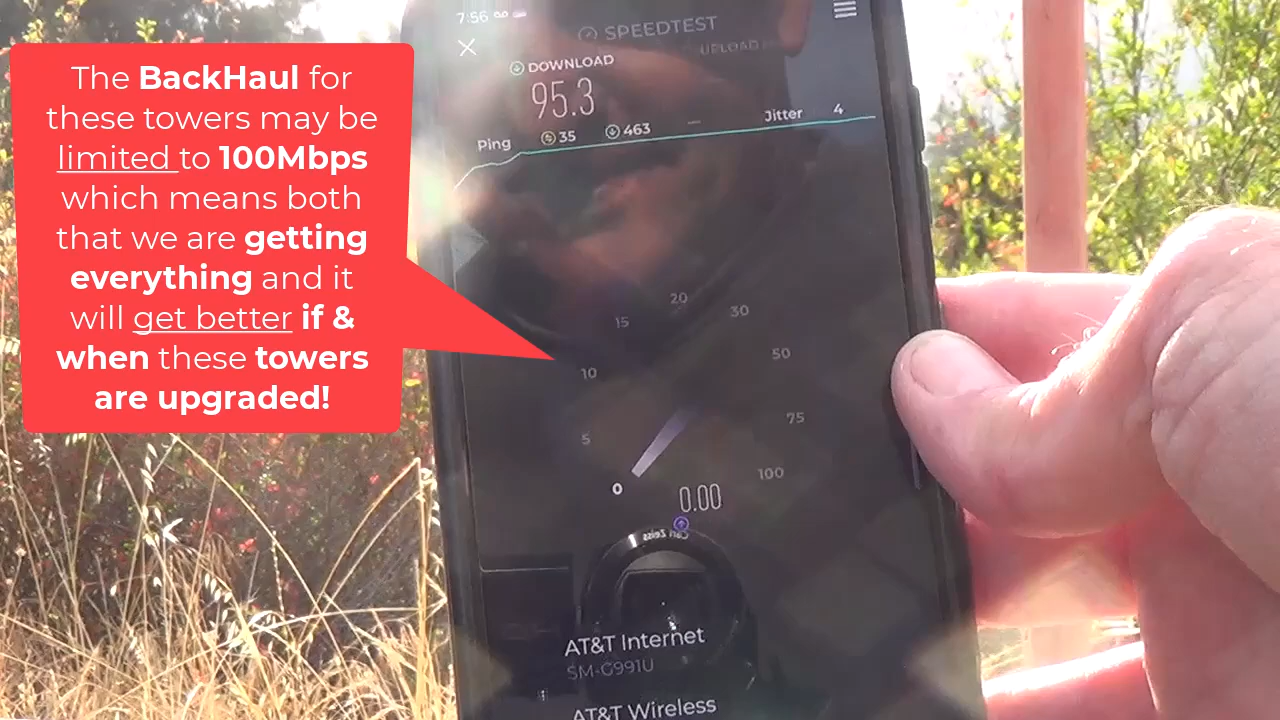 7:56
SPEEDTEST
DOWNLOAD
UPLOAD
95.3
Ping 35 463 — Jitter 4
The BackHaul for
these towers may be
limited to 100Mbps
which means both
that we are getting
everything and it
will get better if &
when these towers
are upgraded!
20
15
30
10
50
5
75
0
100
0.00
Carl Zeiss
AT&T Internet
SM-G991U
AT&T Wireless